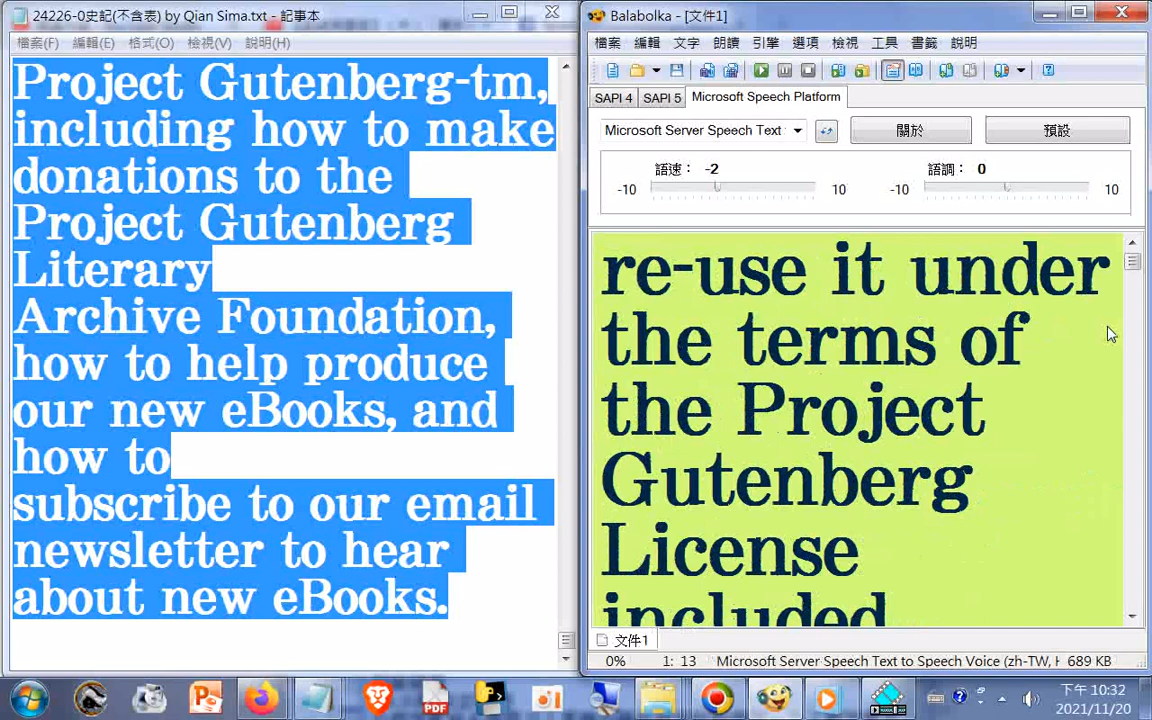 24226-0史記(不含表) by Qian Sima.txt - 記事本
檔案(F) 編輯(E) 格式(O) 檢視(V) 說明(H)
Project Gutenberg-tm,
including how to make
donations to the
Project Gutenberg
Literary
Archive Foundation,
how to help produce
our new eBooks, and
how to
subscribe to our email
newsletter to hear
about new eBooks.
Balabolka - [文件1]
檔案 編輯 文字 朗讀 引擎 選項 檢視 工具 書籤 說明
SAPI 4 SAPI 5 Microsoft Speech Platform
Microsoft Server Speech Text 關於 預設
語速： -2 語調： 0
-10 10 -10 10
re-use it under
the terms of
the Project
Gutenberg
License
included
文件1
0% 1: 13 Microsoft Server Speech Text to Speech Voice (zh-TW, H 689 KB
PDF
下午 10:32
2021/11/20